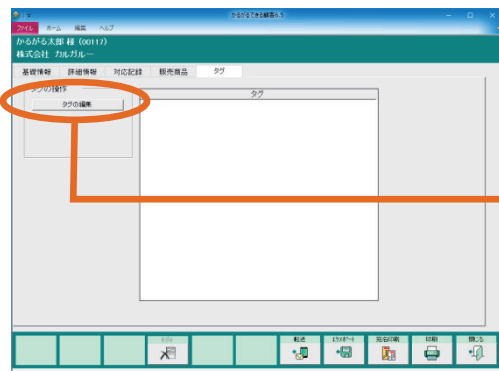 かるがるできる顧客6.5
ファイル ホーム 編集 ヘルプ
かるがる太郎 様 (00117)
株式会社 カルガルー
基礎情報 詳細情報 対応記録 販売商品 タグ
タグの操作
タグの編集
タグ
削除 転送 エクスポート 宛名印刷 印刷 閉じる